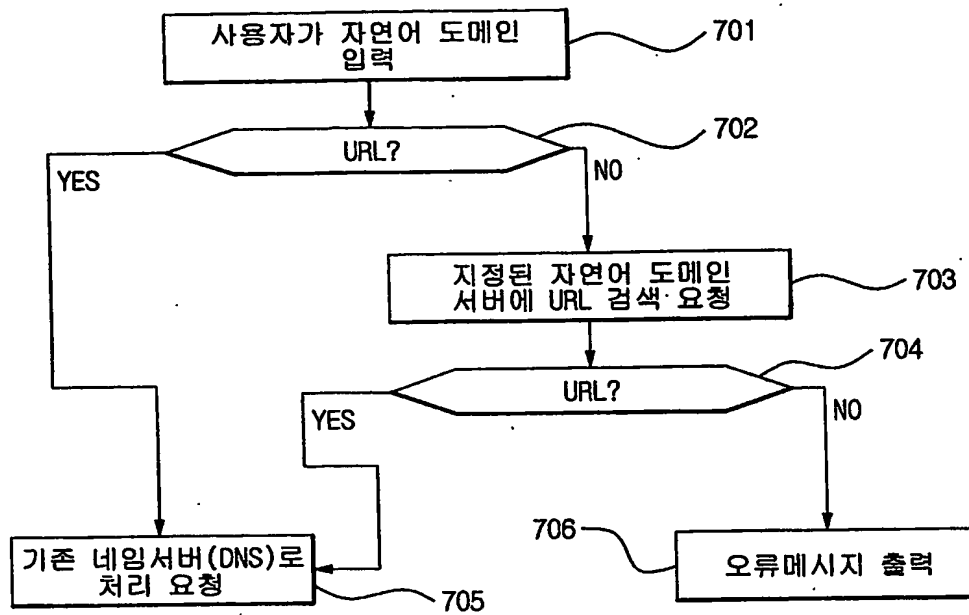 사용자가 자연어 도메인
입력
701
URL?
702
YES
NO
지정된 자연어 도메인
서버에 URL 검색 요청
703
URL?
704
YES
NO
기존 네임서버(DNS)로
처리 요청
705
706
오류메시지 출력